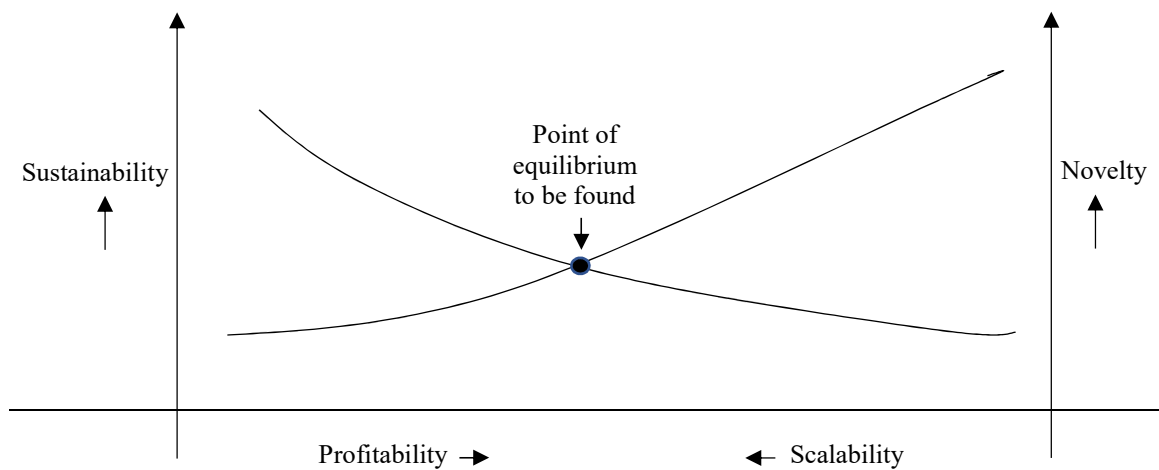 Point of
equilibrium
to be found
Sustainability
Novelty
Profitability
Scalability